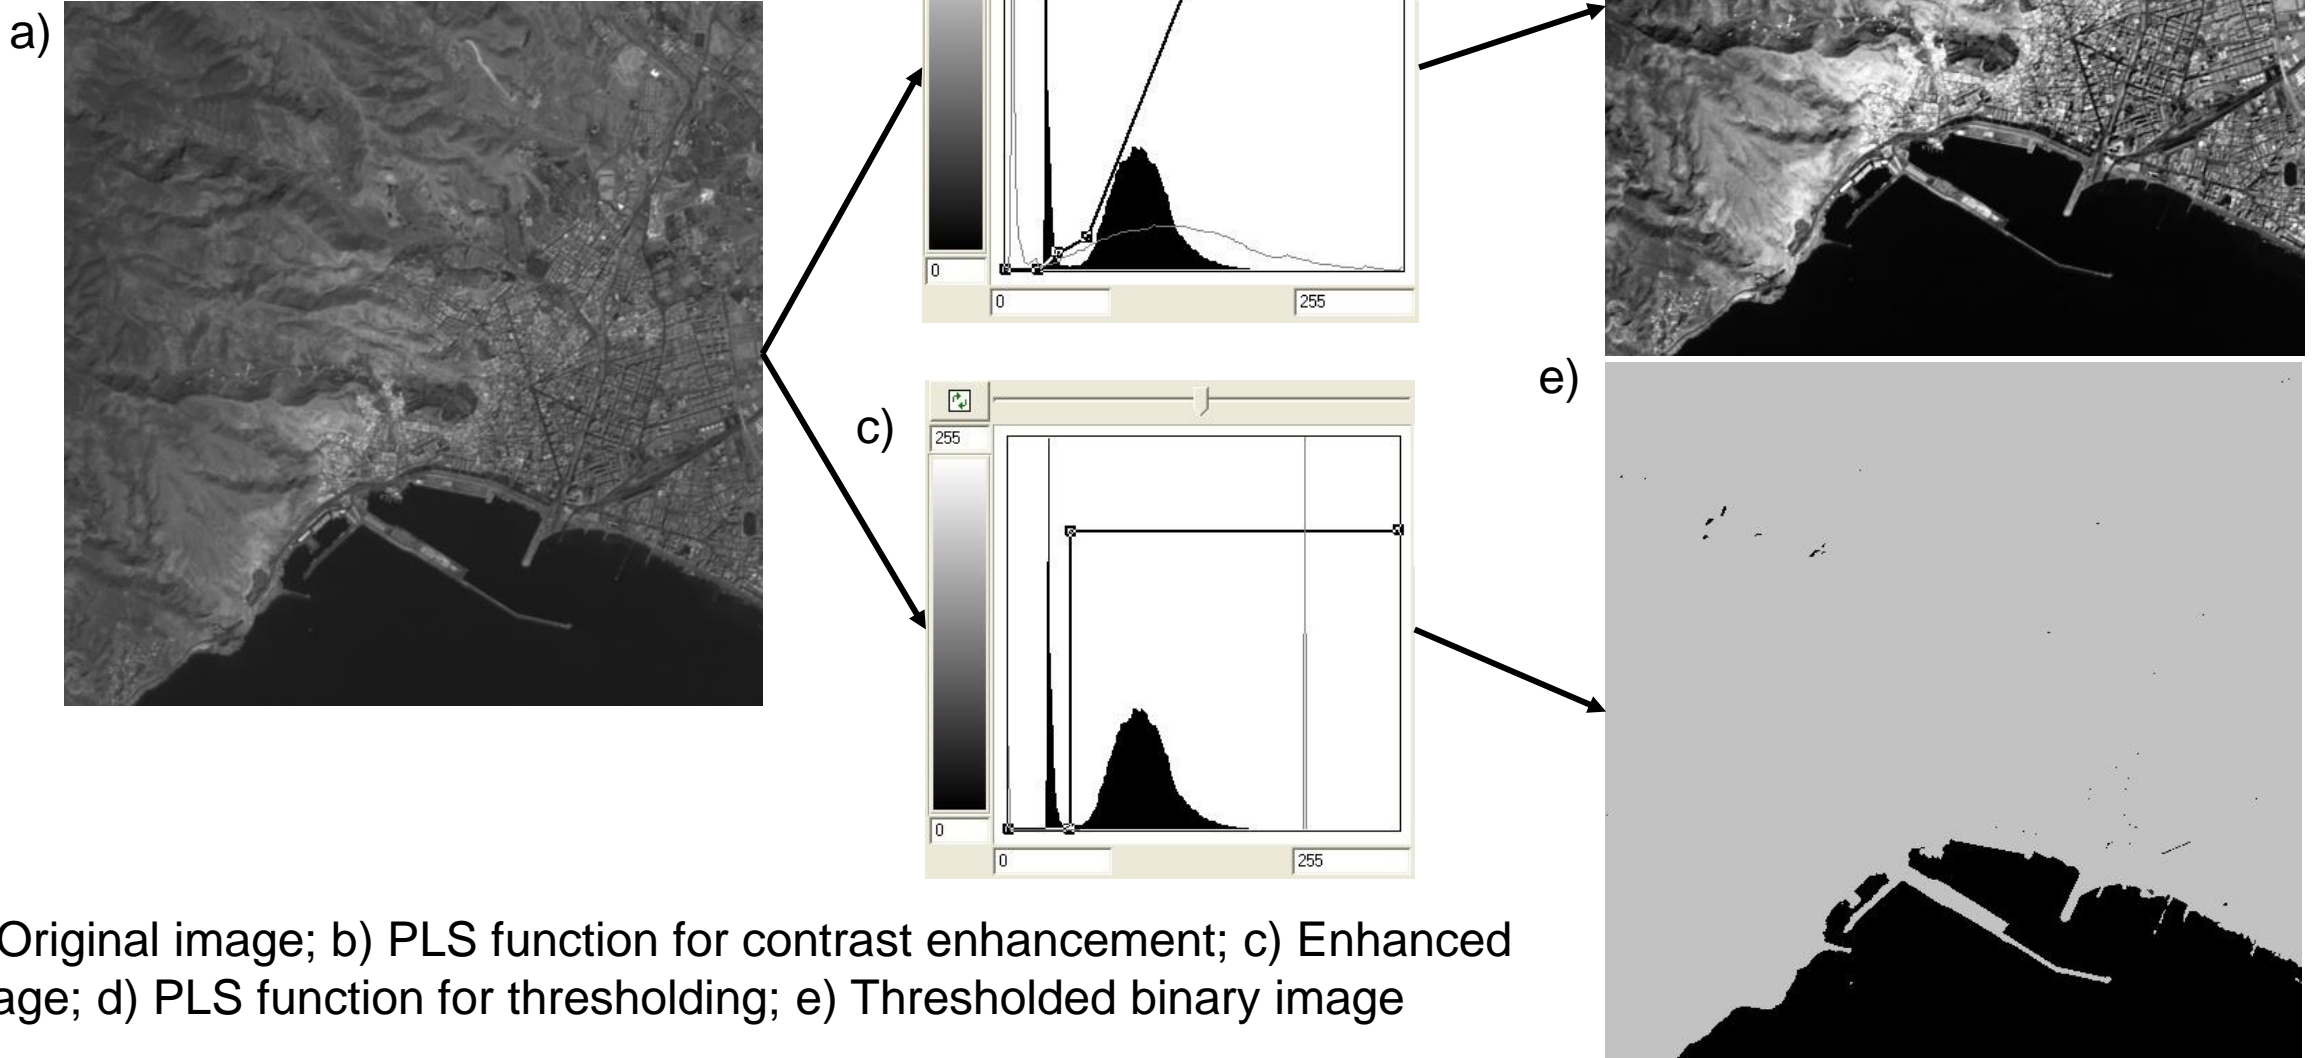 a)
0
0 255
e)
c)
255
0
0 255
Original image; b) PLS function for contrast enhancement; c) Enhanced
age; d) PLS function for thresholding; e) Thresholded binary image